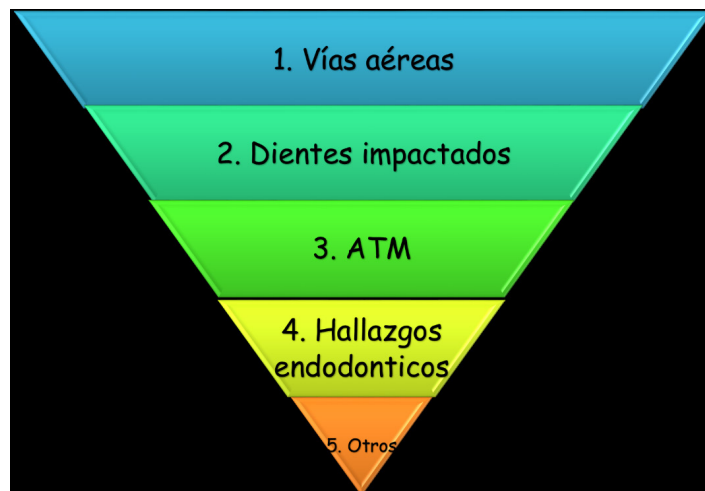 1. Vías aéreas
2. Dientes impactados
3. ATM
4. Hallazgos
endodonticos
5. Otros